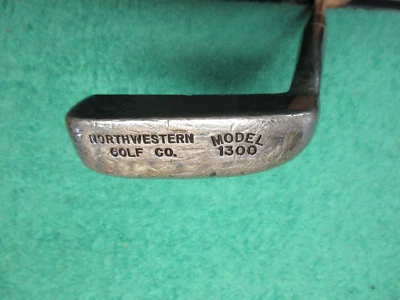 NORTHWESTERN
GOLF CO.
MODEL
1300